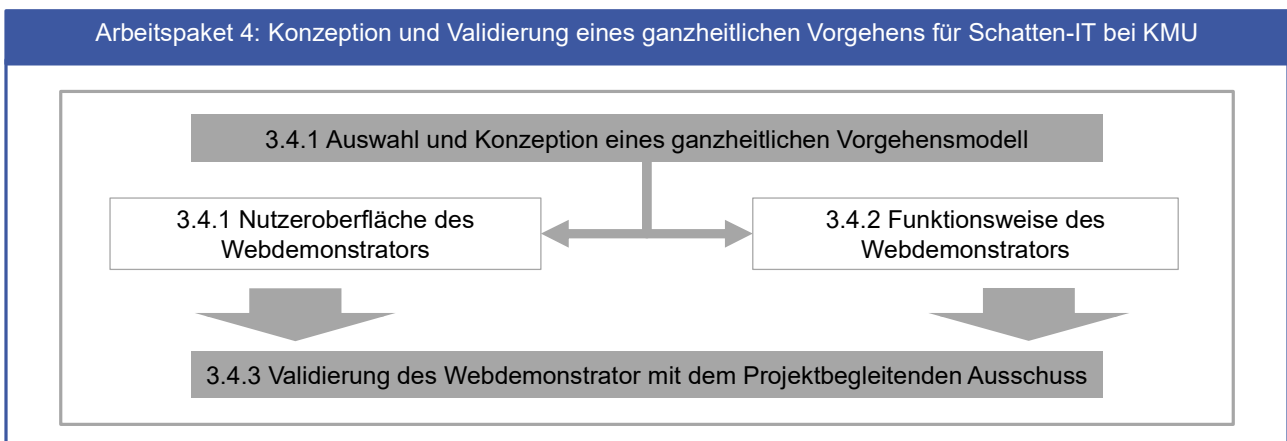 Arbeitspaket 4: Konzeption und Validierung eines ganzheitlichen Vorgehens für Schatten-IT bei KMU
3.4.1 Auswahl und Konzeption eines ganzheitlichen Vorgehensmodell
3.4.1 Nutzeroberfläche des
Webdemonstrators
3.4.2 Funktionsweise des
Webdemonstrators
3.4.3 Validierung des Webdemonstrator mit dem Projektbegleitenden Ausschuss